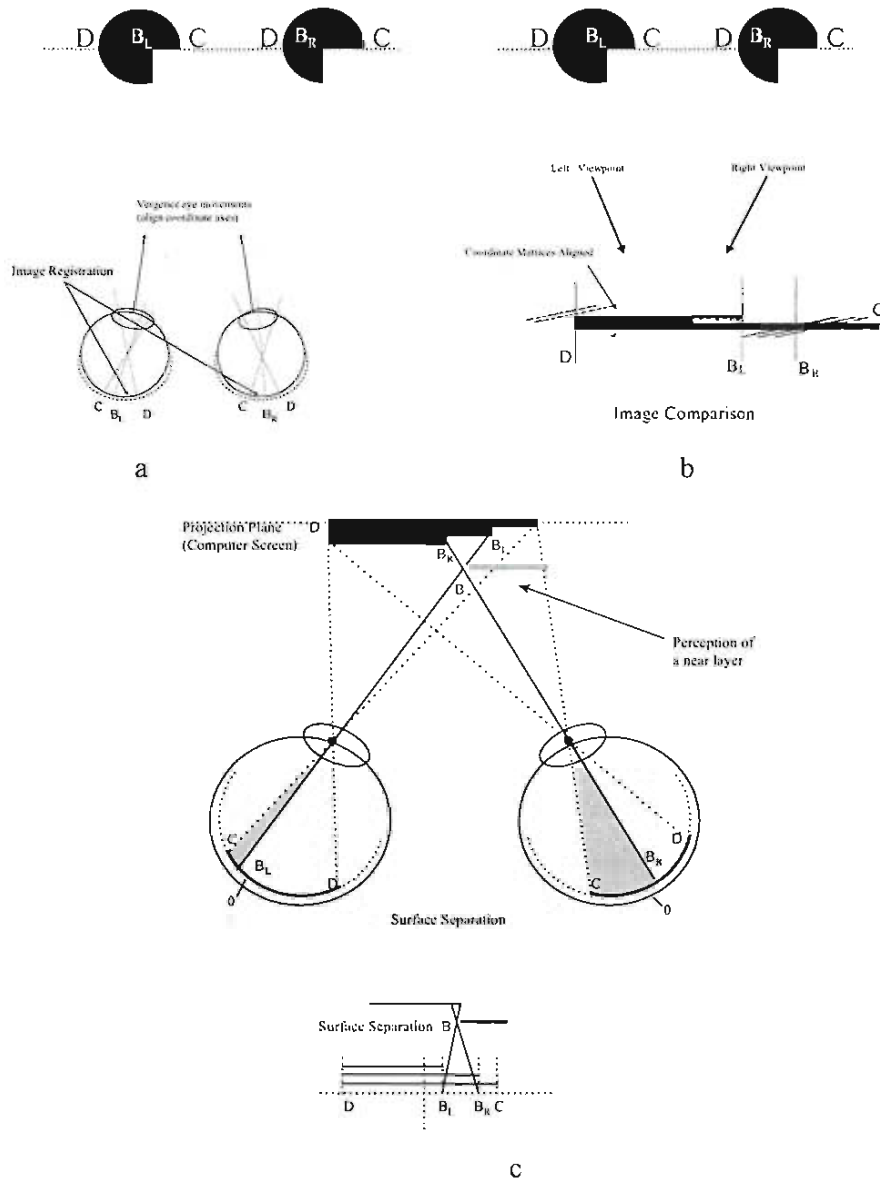 D B_L C D B_R C
D B_L C D B_R C
Vergence eye movements
(align coordinate axes)
Image Registration
C B_L D
C B_R D
a
Left Viewpoint
Right Viewpoint
Coordinate Mattices Aligned
C
D
B_L
B_R
Image Comparison
b
Projection Plane D
(Computer Screen)
B_R
B_L
B
Perception of
a near layer
C
B_L
D
0
D
B_R
C
0
Surface Separation
Surface Separation B
D B_L B_R C
c